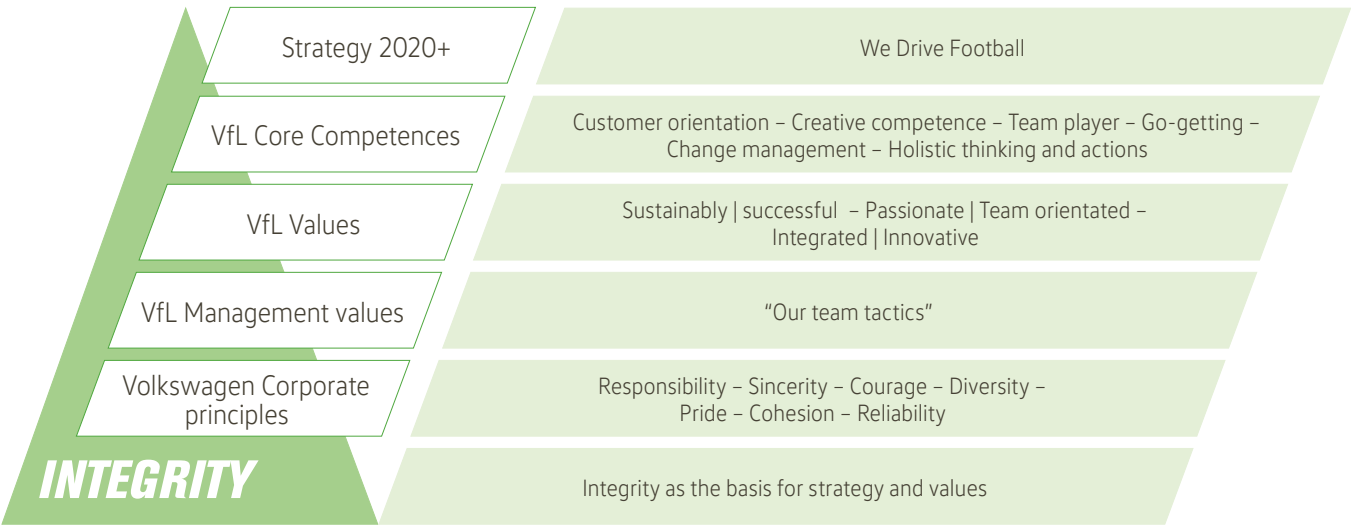 Strategy 2020+
We Drive Football
VfL Core Competences
Customer orientation – Creative competence – Team player – Go-getting –
Change management – Holistic thinking and actions
VfL Values
Sustainably | successful – Passionate | Team orientated –
Integrated | Innovative
VfL Management values
“Our team tactics”
Volkswagen Corporate
principles
Responsibility – Sincerity – Courage – Diversity –
Pride – Cohesion – Reliability
INTEGRITY
Integrity as the basis for strategy and values